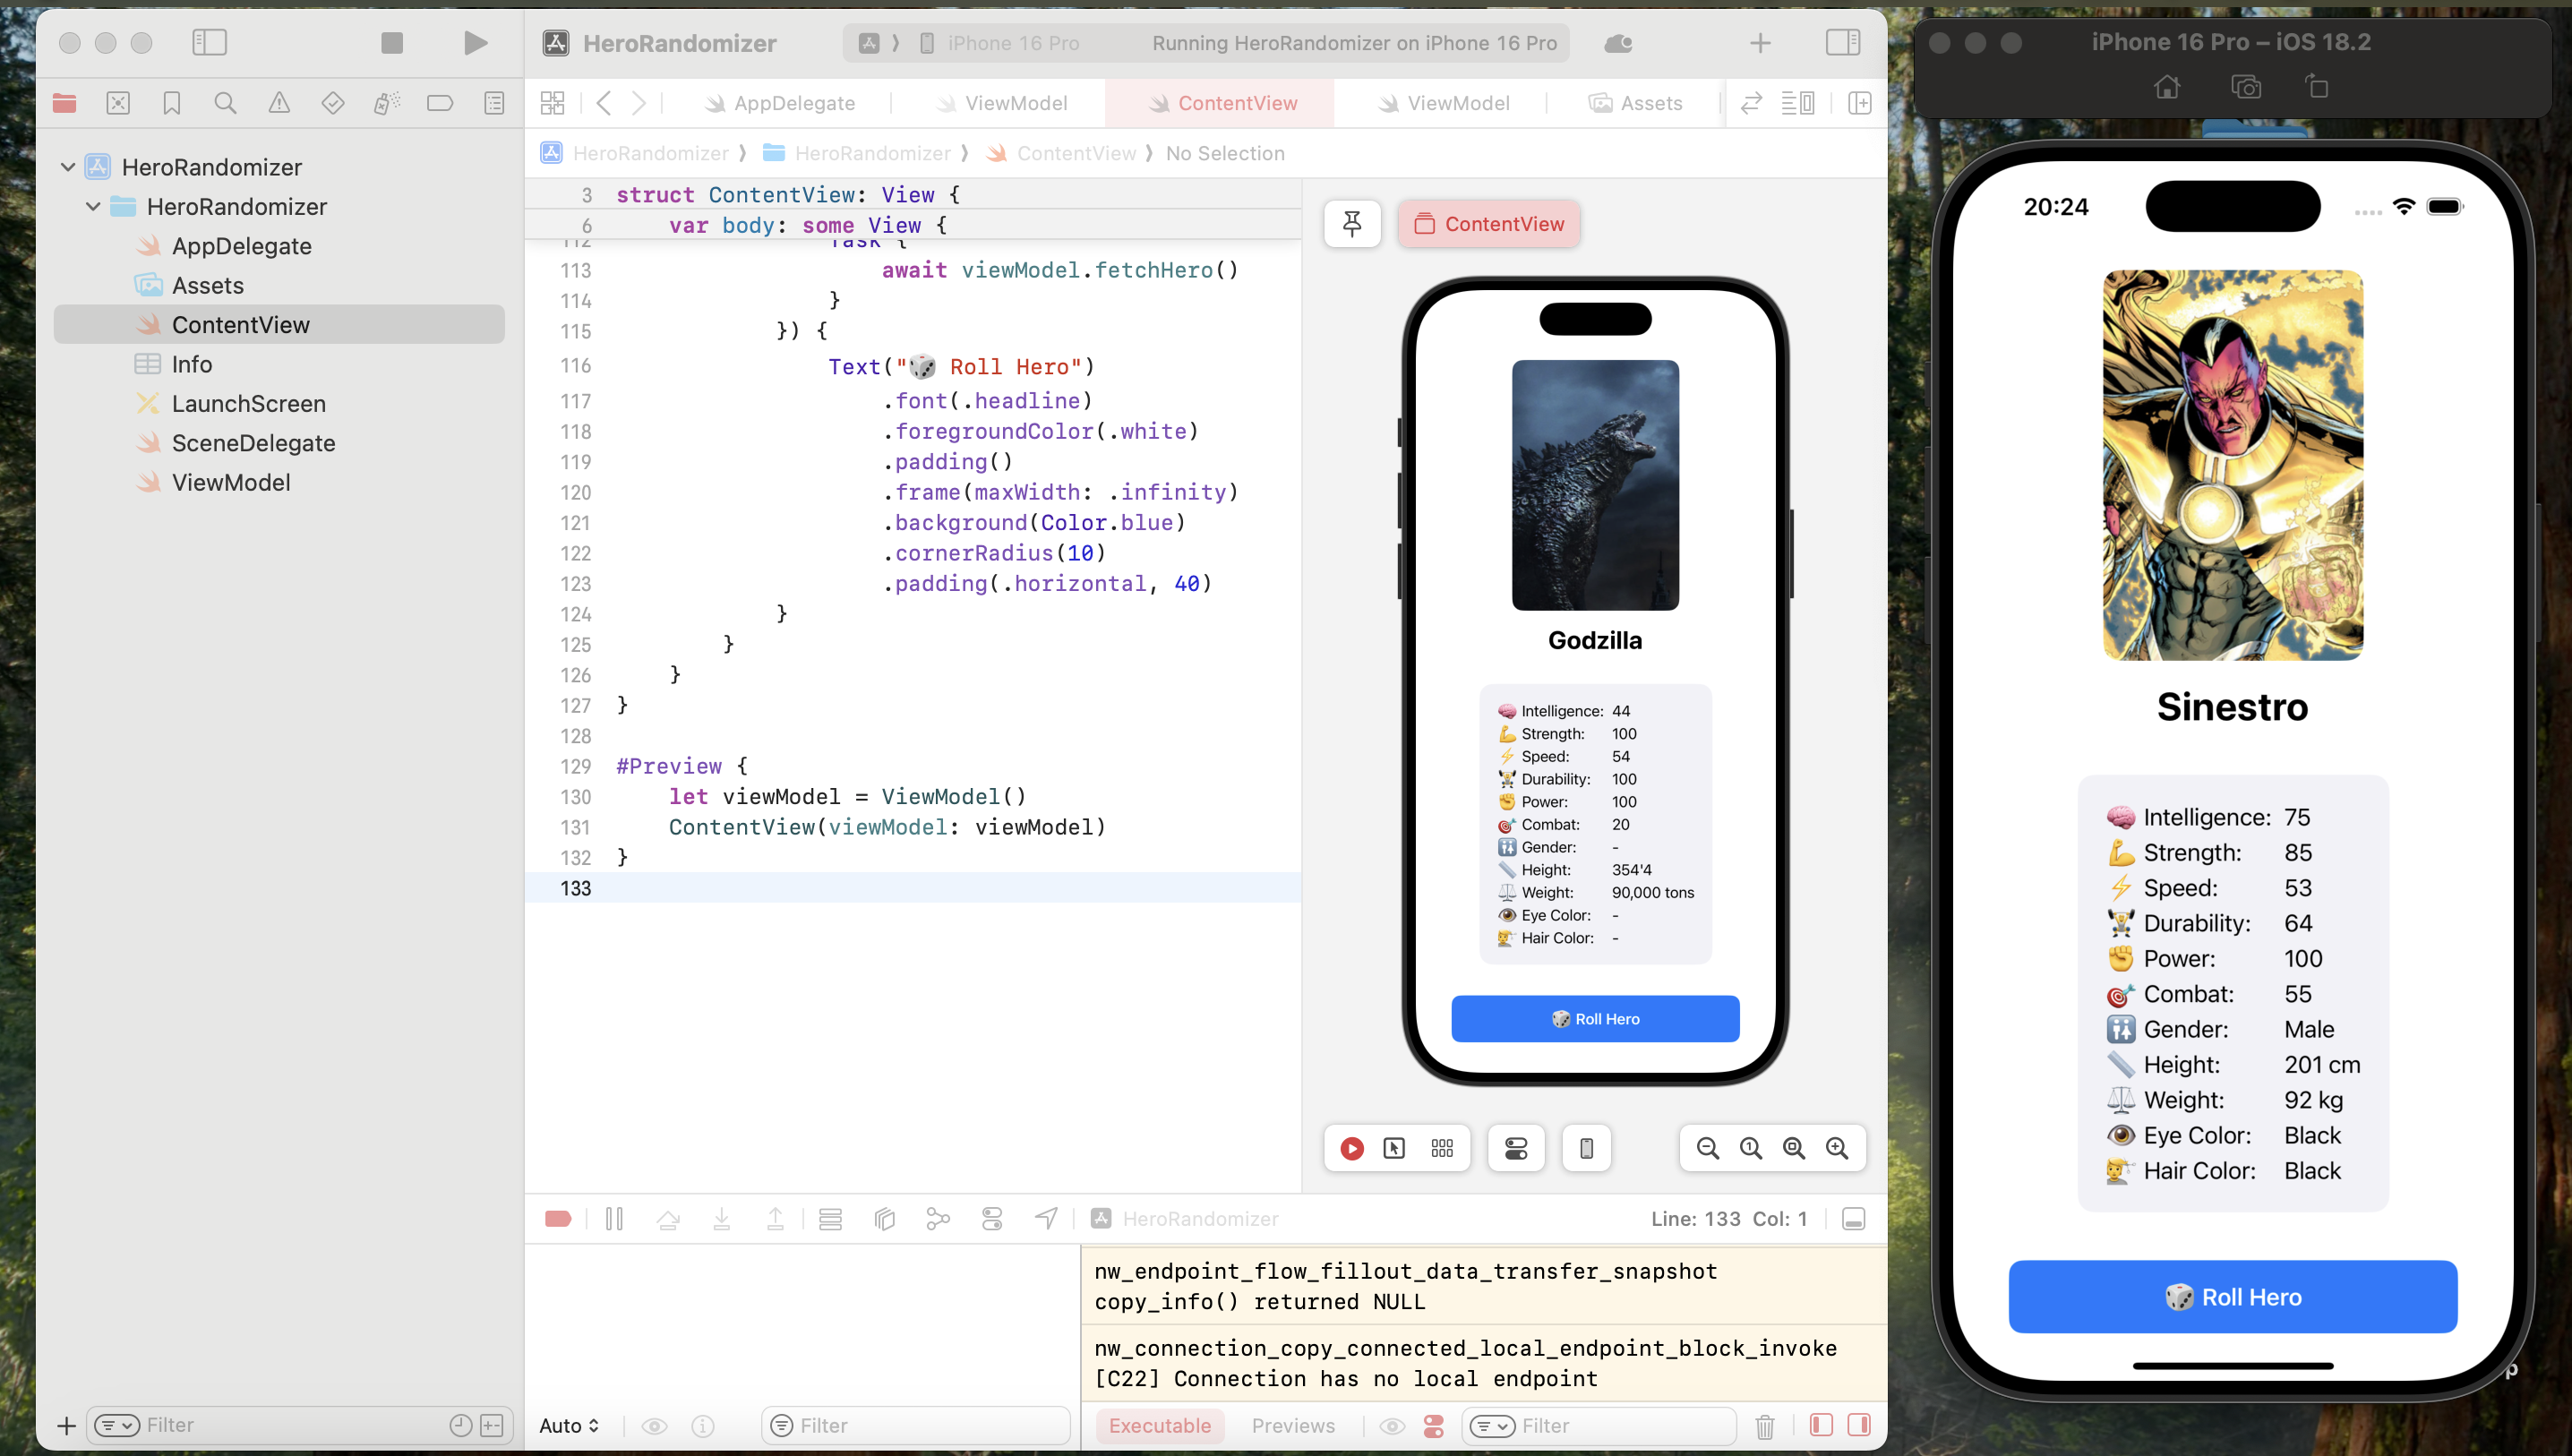 HeroRandomizer
iPhone 16 Pro
Running HeroRandomizer on iPhone 16 Pro
AppDelegate
ViewModel
ContentView
ViewModel
Assets
HeroRandomizer
HeroRandomizer
ContentView
No Selection
HeroRandomizer
HeroRandomizer
AppDelegate
Assets
ContentView
Info
LaunchScreen
SceneDelegate
ViewModel
Filter
3 struct ContentView: View {
6 var body: some View {
112 Task {
113 await viewModel.fetchHero()
114 }
115 }) {
116 Text("🎲 Roll Hero")
117 .font(.headline)
118 .foregroundColor(.white)
119 .padding()
120 .frame(maxWidth: .infinity)
121 .background(Color.blue)
122 .cornerRadius(10)
123 .padding(.horizontal, 40)
124 }
125 }
126 }
127 }
128
129 #Preview {
130 let viewModel = ViewModel()
131 ContentView(viewModel: viewModel)
132 }
133
ContentView
Godzilla
🧠 Intelligence: 44
💪 Strength: 100
⚡ Speed: 54
🏋️ Durability: 100
✊ Power: 100
🎯 Combat: 20
🚻 Gender: -
📏 Height: 354'4
⚖️ Weight: 90,000 tons
👁️ Eye Color: -
💇 Hair Color: -
🎲 Roll Hero
HeroRandomizer
Line: 133 Col: 1
nw_endpoint_flow_fillout_data_transfer_snapshot
copy_info() returned NULL
nw_connection_copy_connected_local_endpoint_block_invoke
[C22] Connection has no local endpoint
Auto
Filter
Executable
Previews
Filter
iPhone 16 Pro – iOS 18.2
20:24
Sinestro
🧠 Intelligence: 75
💪 Strength: 85
⚡ Speed: 53
🏋️ Durability: 64
✊ Power: 100
🎯 Combat: 55
🚻 Gender: Male
📏 Height: 201 cm
⚖️ Weight: 92 kg
👁️ Eye Color: Black
💇 Hair Color: Black
🎲 Roll Hero
p